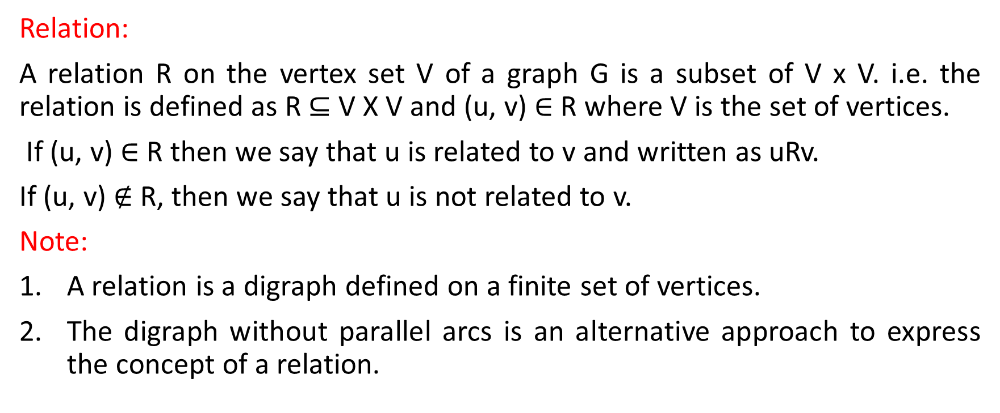 Relation:
A relation R on the vertex set V of a graph G is a subset of V x V. i.e. the
relation is defined as R ⊆ V X V and (u, v) ∈ R where V is the set of vertices.
If (u, v) ∈ R then we say that u is related to v and written as uRv.
If (u, v) ∉ R, then we say that u is not related to v.
Note:
1. A relation is a digraph defined on a finite set of vertices.
2. The digraph without parallel arcs is an alternative approach to express
the concept of a relation.